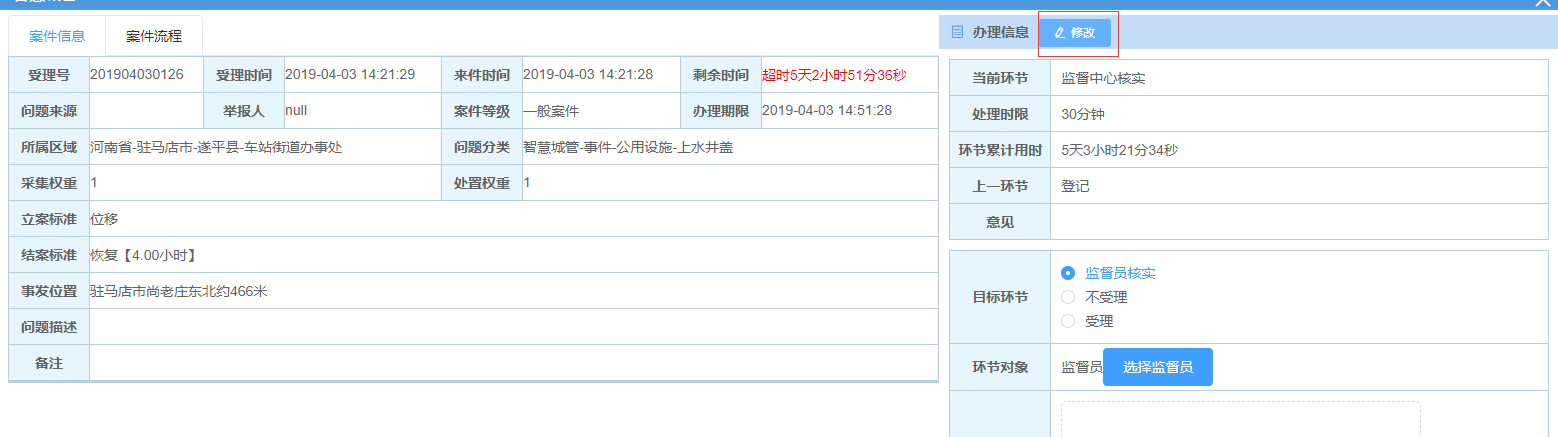 案件信息 案件流程
受理号 201904030126 受理时间 2019-04-03 14:21:29 来件时间 2019-04-03 14:21:28 剩余时间 超时5天2小时51分36秒
问题来源 举报人 null 案件等级 一般案件 办理期限 2019-04-03 14:51:28
所属区域 河南省-驻马店市-遂平县-车站街道办事处 问题分类 智慧城管-事件-公用设施-上水井盖
采集权重 1 处置权重 1
立案标准 位移
结案标准 恢复【4.00小时】
事发位置 驻马店市尚老庄东北约466米
问题描述
备注
办理信息 修改
当前环节 监督中心核实
处理时限 30分钟
环节累计用时 5天3小时21分34秒
上一环节 登记
意见
目标环节 监督员核实
不受理
受理
环节对象 监督员 选择监督员